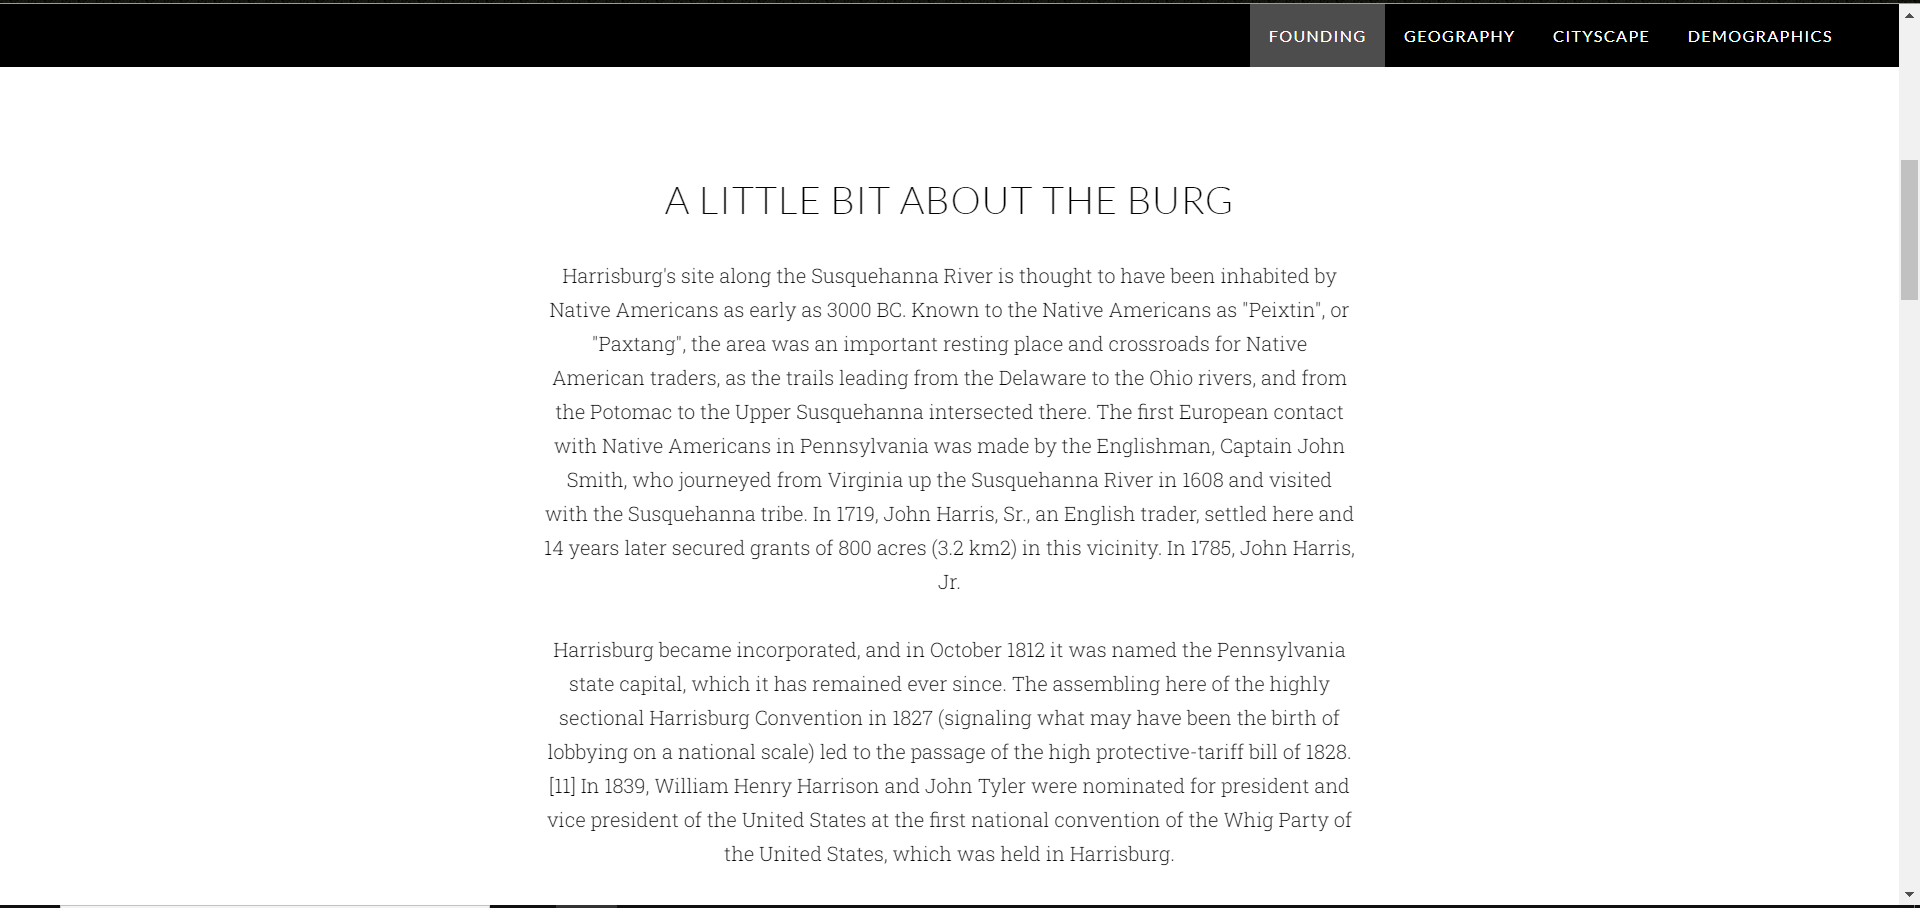 FOUNDING GEOGRAPHY CITYSCAPE DEMOGRAPHICS
A LITTLE BIT ABOUT THE BURG
Harrisburg's site along the Susquehanna River is thought to have been inhabited by
Native Americans as early as 3000 BC. Known to the Native Americans as "Peixtin", or
"Paxtang", the area was an important resting place and crossroads for Native
American traders, as the trails leading from the Delaware to the Ohio rivers, and from
the Potomac to the Upper Susquehanna intersected there. The first European contact
with Native Americans in Pennsylvania was made by the Englishman, Captain John
Smith, who journeyed from Virginia up the Susquehanna River in 1608 and visited
with the Susquehanna tribe. In 1719, John Harris, Sr., an English trader, settled here and
14 years later secured grants of 800 acres (3.2 km2) in this vicinity. In 1785, John Harris,
Jr.
Harrisburg became incorporated, and in October 1812 it was named the Pennsylvania
state capital, which it has remained ever since. The assembling here of the highly
sectional Harrisburg Convention in 1827 (signaling what may have been the birth of
lobbying on a national scale) led to the passage of the high protective-tariff bill of 1828.
[11] In 1839, William Henry Harrison and John Tyler were nominated for president and
vice president of the United States at the first national convention of the Whig Party of
the United States, which was held in Harrisburg.